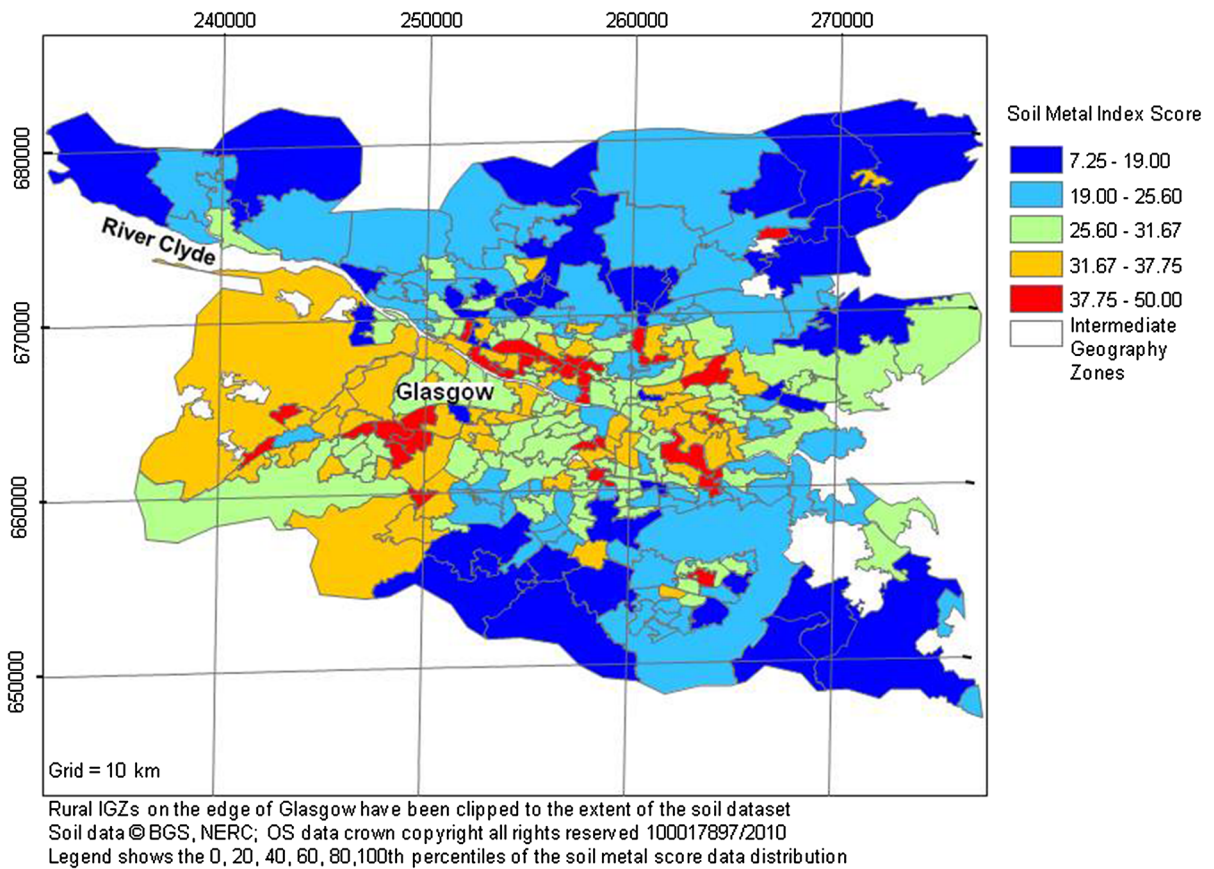 240000 250000 260000 270000
680000
670000
660000
650000
River Clyde
Glasgow
Grid = 10 km
Soil Metal Index Score
7.25 - 19.00
19.00 - 25.60
25.60 - 31.67
31.67 - 37.75
37.75 - 50.00
Intermediate
Geography
Zones
Rural IGZs on the edge of Glasgow have been clipped to the extent of the soil dataset
Soil data © BGS, NERC; OS data crown copyright all rights reserved 100017897/2010
Legend shows the 0, 20, 40, 60, 80,100th percentiles of the soil metal score data distribution